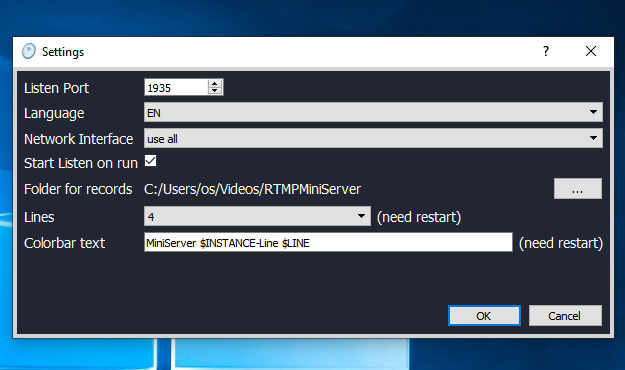 Settings
?
Listen Port 1935
Language EN
Network Interface use all
Start Listen on run
Folder for records C:/Users/os/Videos/RTMPMiniServer ...
Lines 4 (need restart)
Colorbar text MiniServer $INSTANCE-Line $LINE (need restart)
OK Cancel